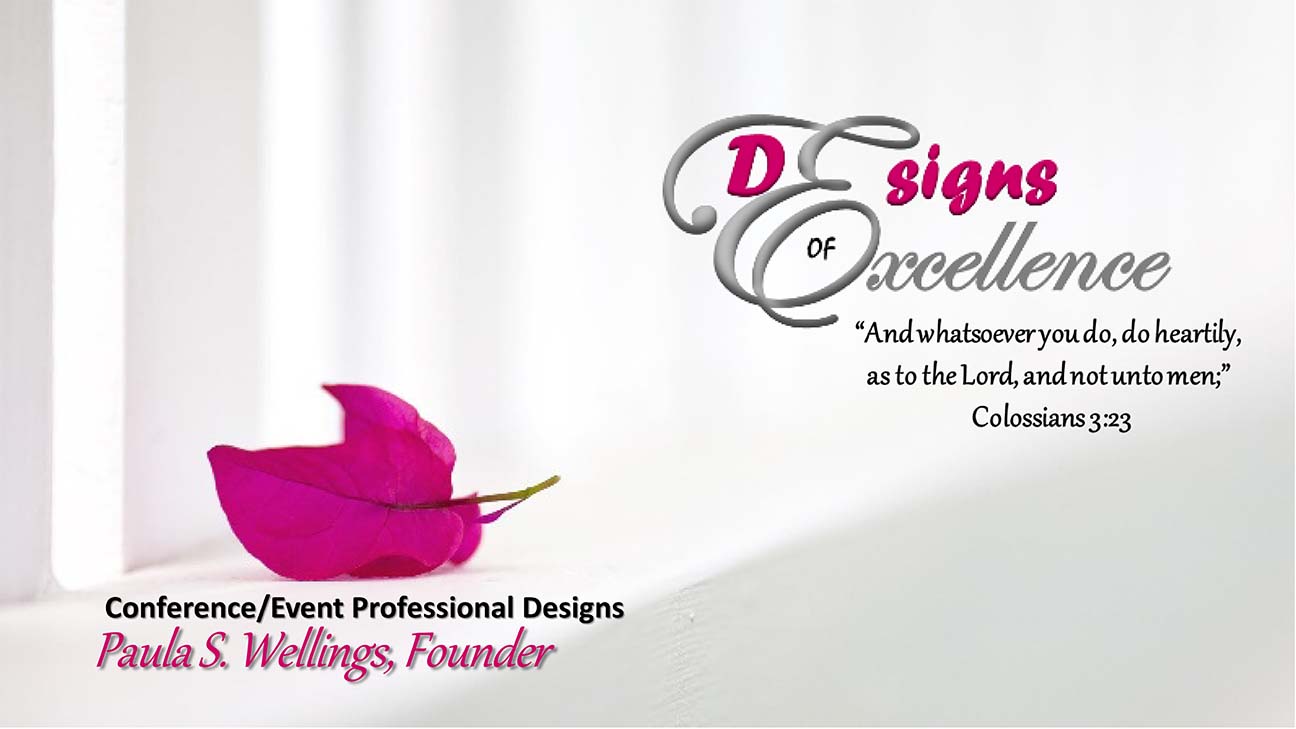 DEsigns
OF
Excellence
“And whatsoever you do, do heartily,
as to the Lord, and not unto men;”
Colossians 3:23
Conference/Event Professional Designs
Paula S. Wellings, Founder